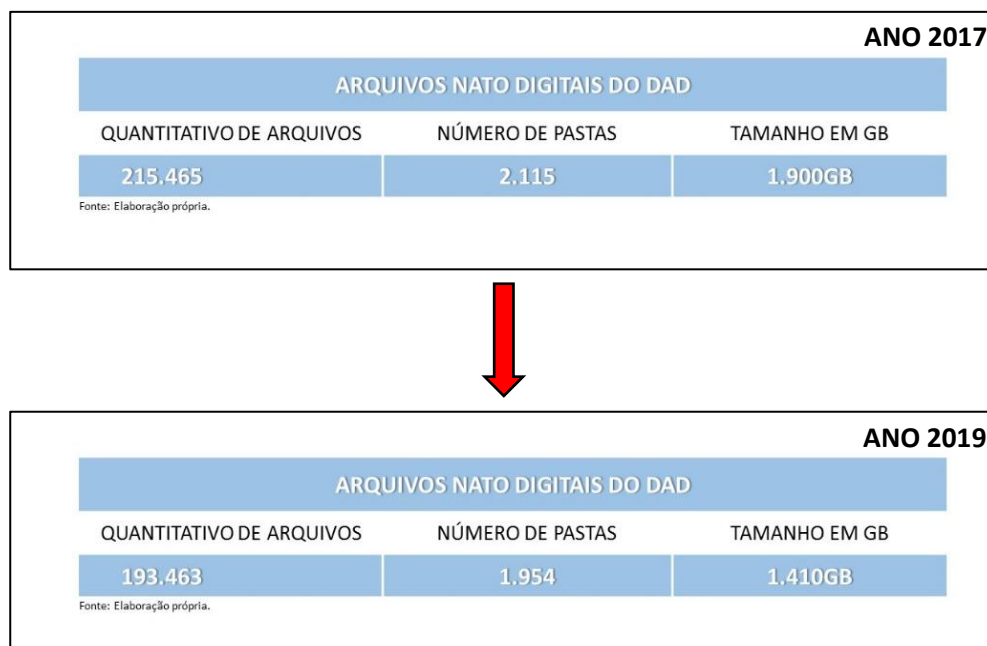 ANO 2017
ARQUIVOS NATO DIGITAIS DO DAD
QUANTITATIVO DE ARQUIVOS NÚMERO DE PASTAS TAMANHO EM GB
215.465 2.115 1.900GB
Fonte: Elaboração própria.
ANO 2019
ARQUIVOS NATO DIGITAIS DO DAD
QUANTITATIVO DE ARQUIVOS NÚMERO DE PASTAS TAMANHO EM GB
193.463 1.954 1.410GB
Fonte: Elaboração própria.